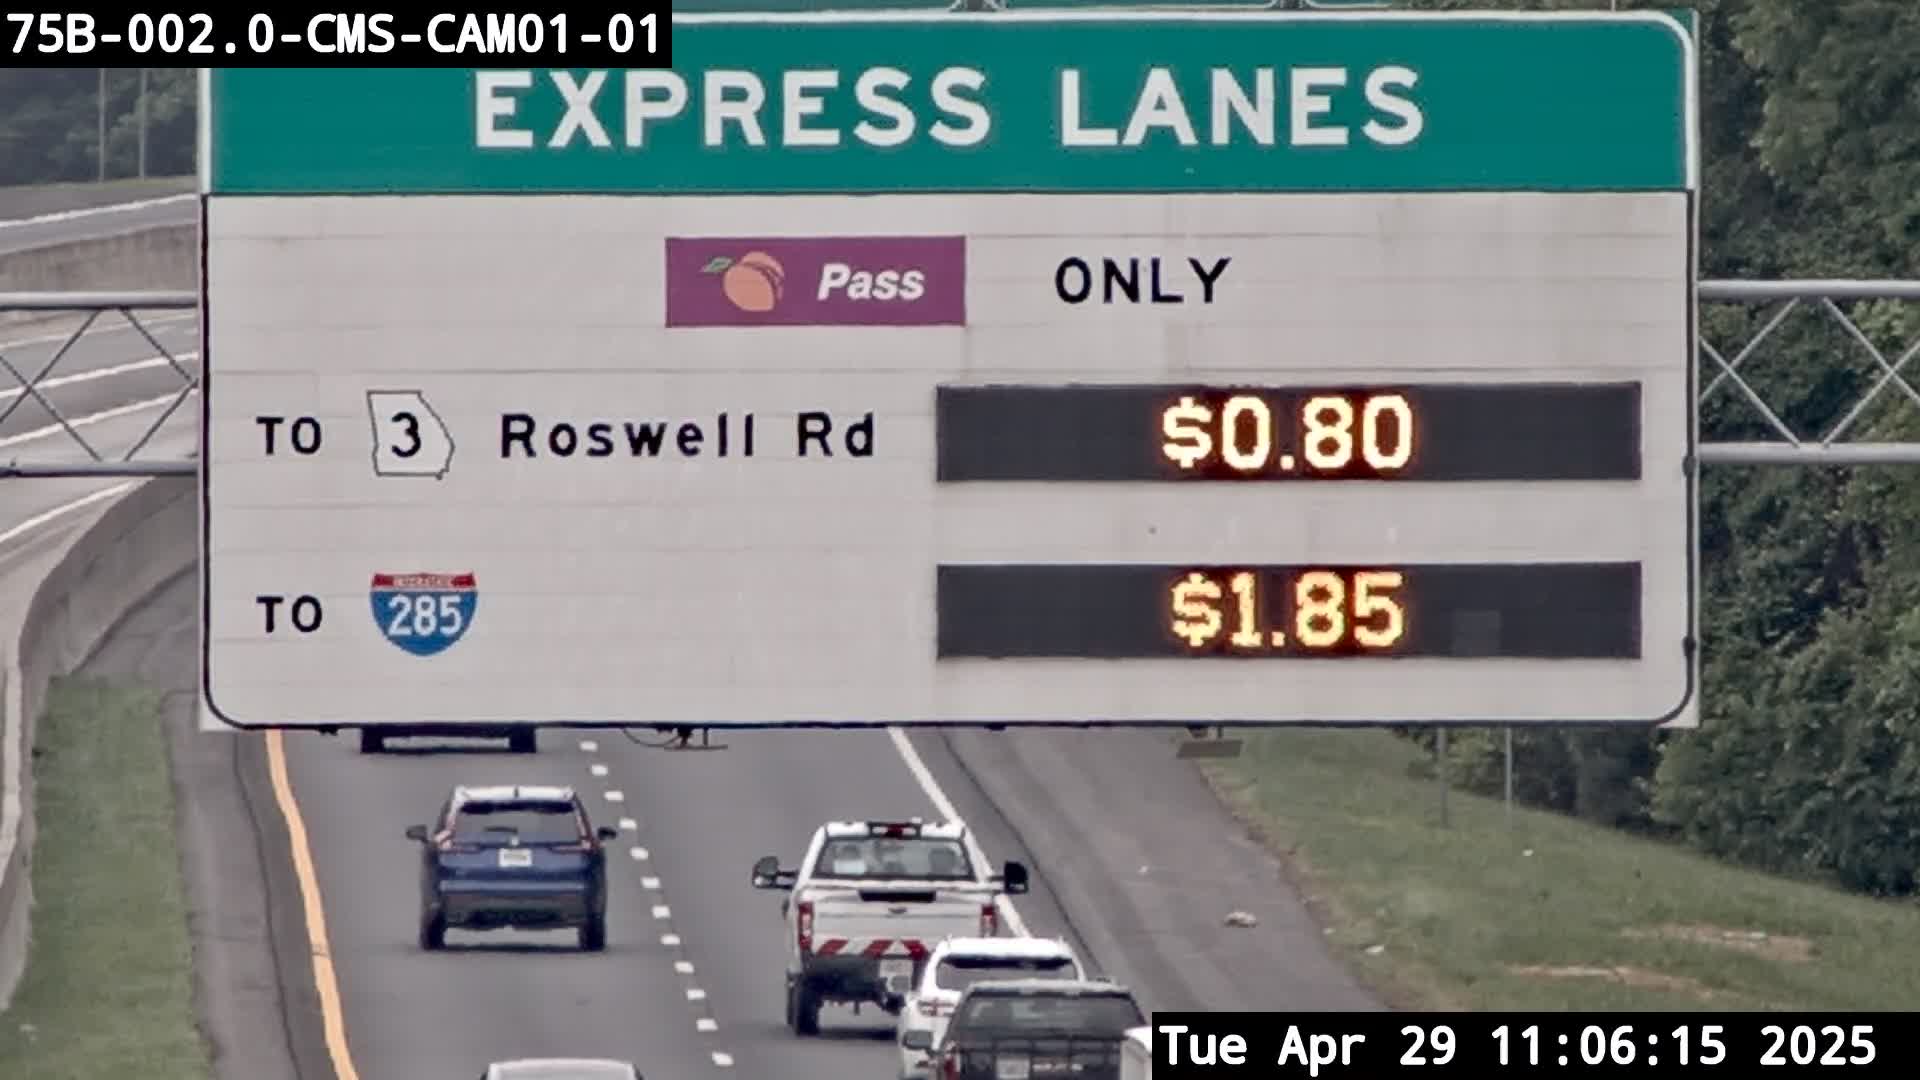 75B-002.0-CMS-CAM01-01
EXPRESS LANES
Pass ONLY
TO 3 Roswell Rd $0.80
TO 285 $1.85
Tue Apr 29 11:06:15 2025